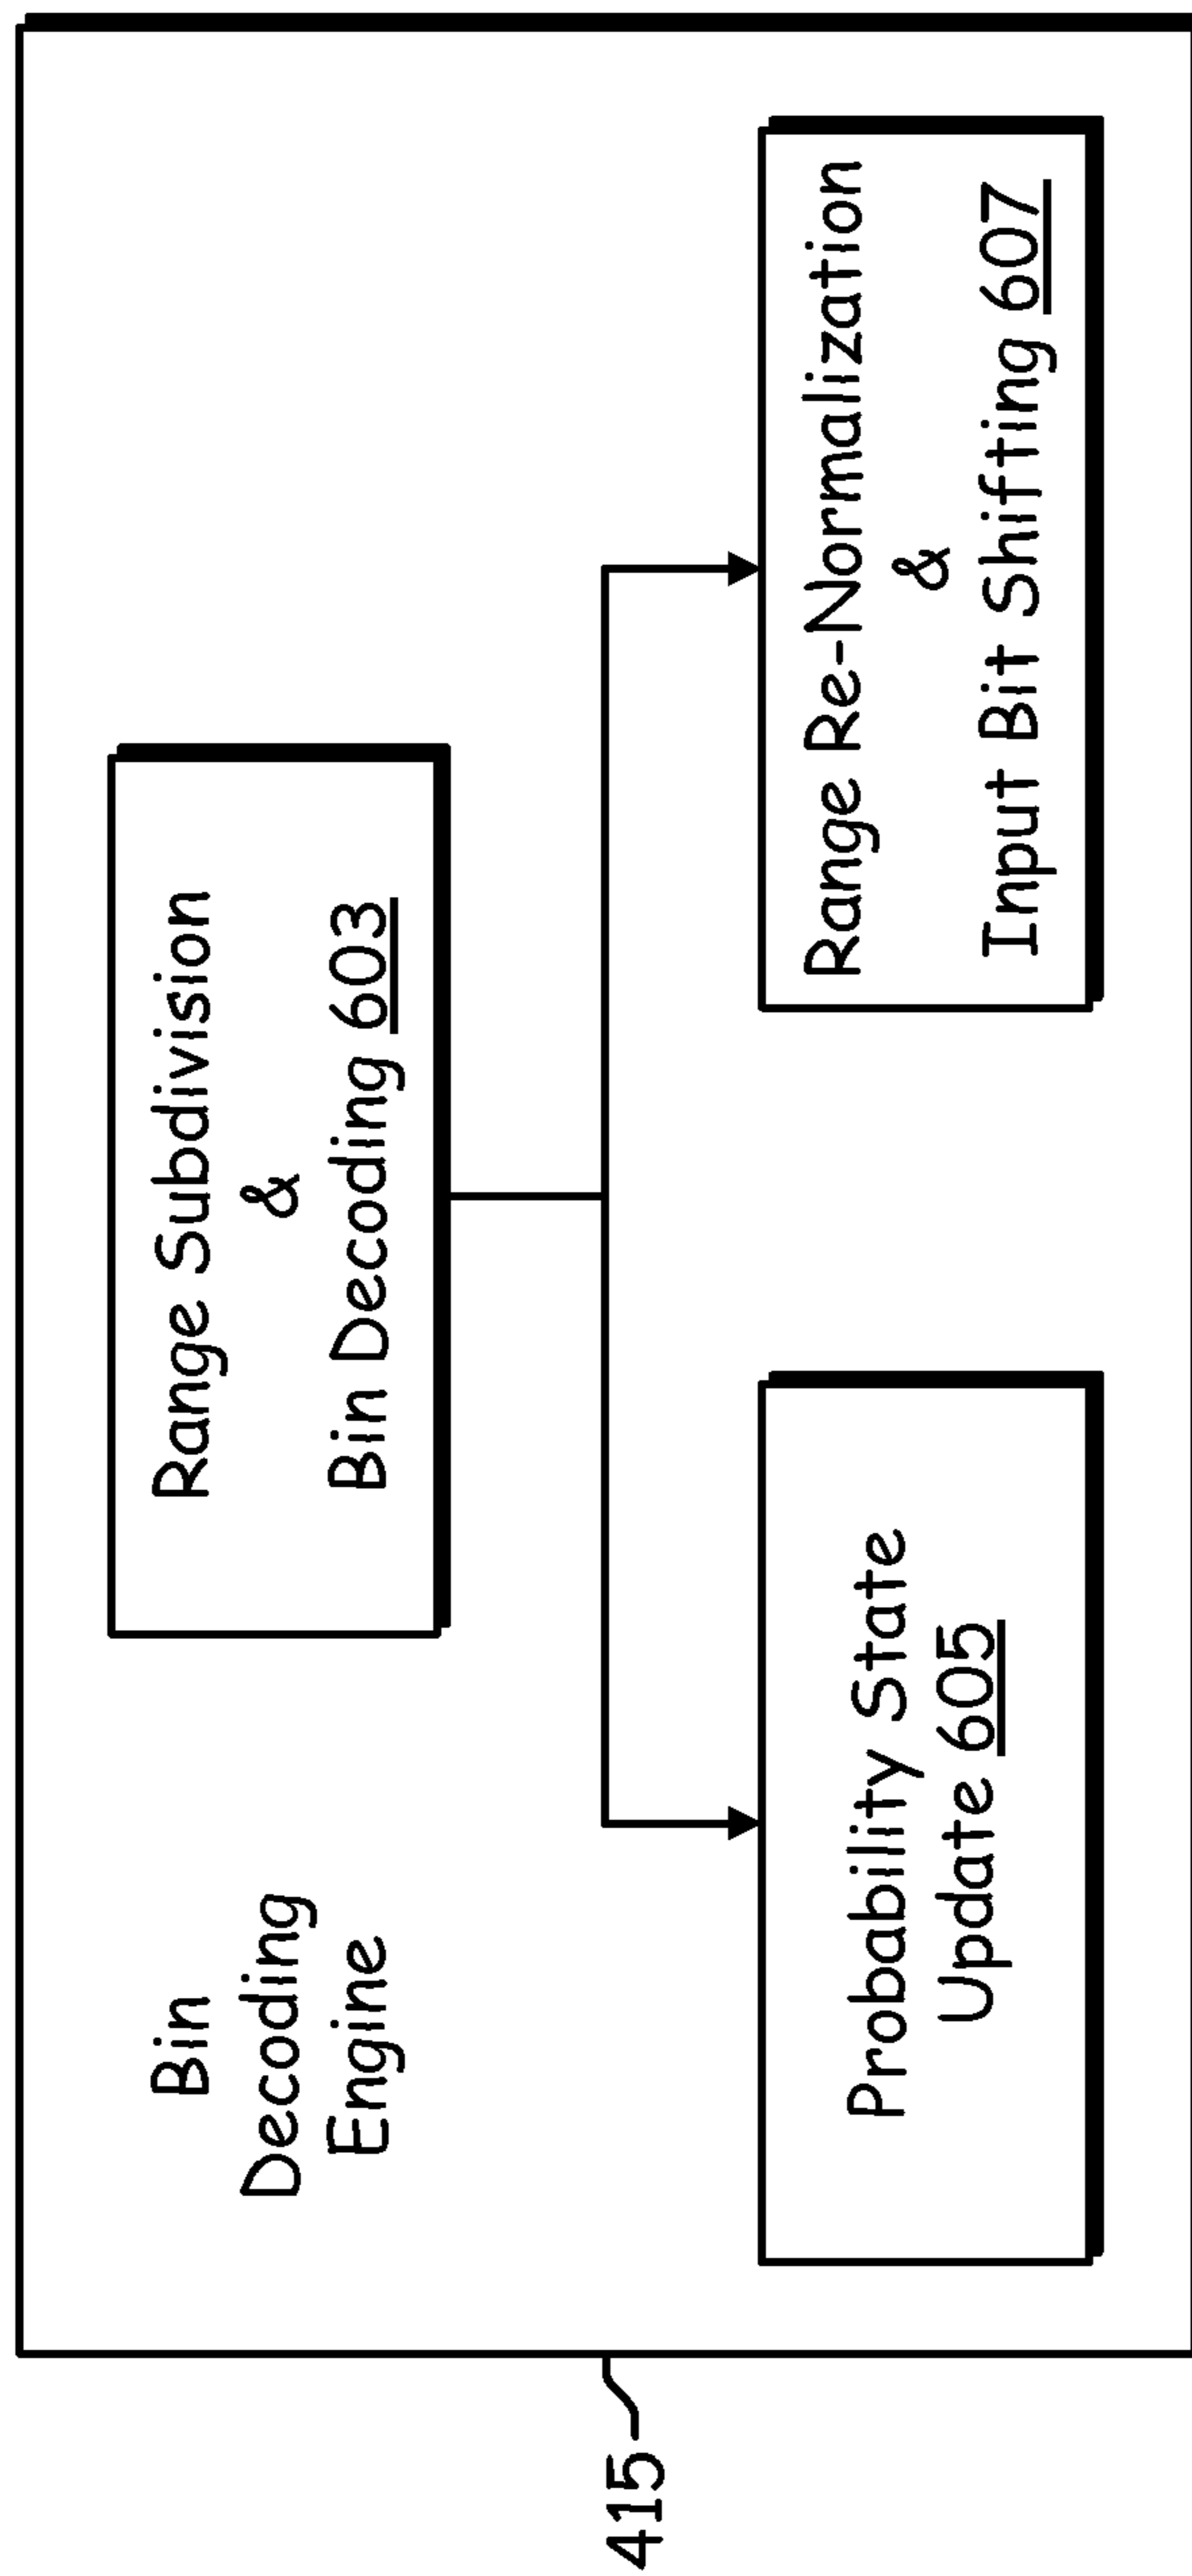 Bin
Decoding
Engine
Range Subdivision
&
Bin Decoding 603
Probability State
Update 605
Range Re-Normalization
&
Input Bit Shifting 607
415